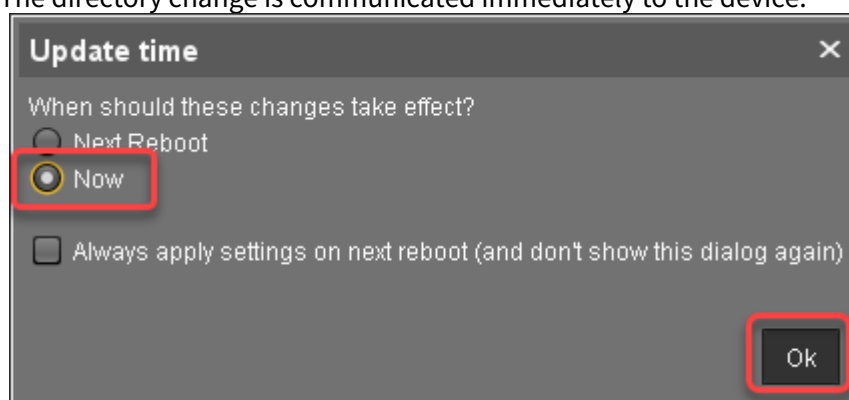 The directory change is communicated immediately to the device.
Update time
When should these changes take effect?
Next Reboot
Now
Always apply settings on next reboot (and don't show this dialog again)
Ok